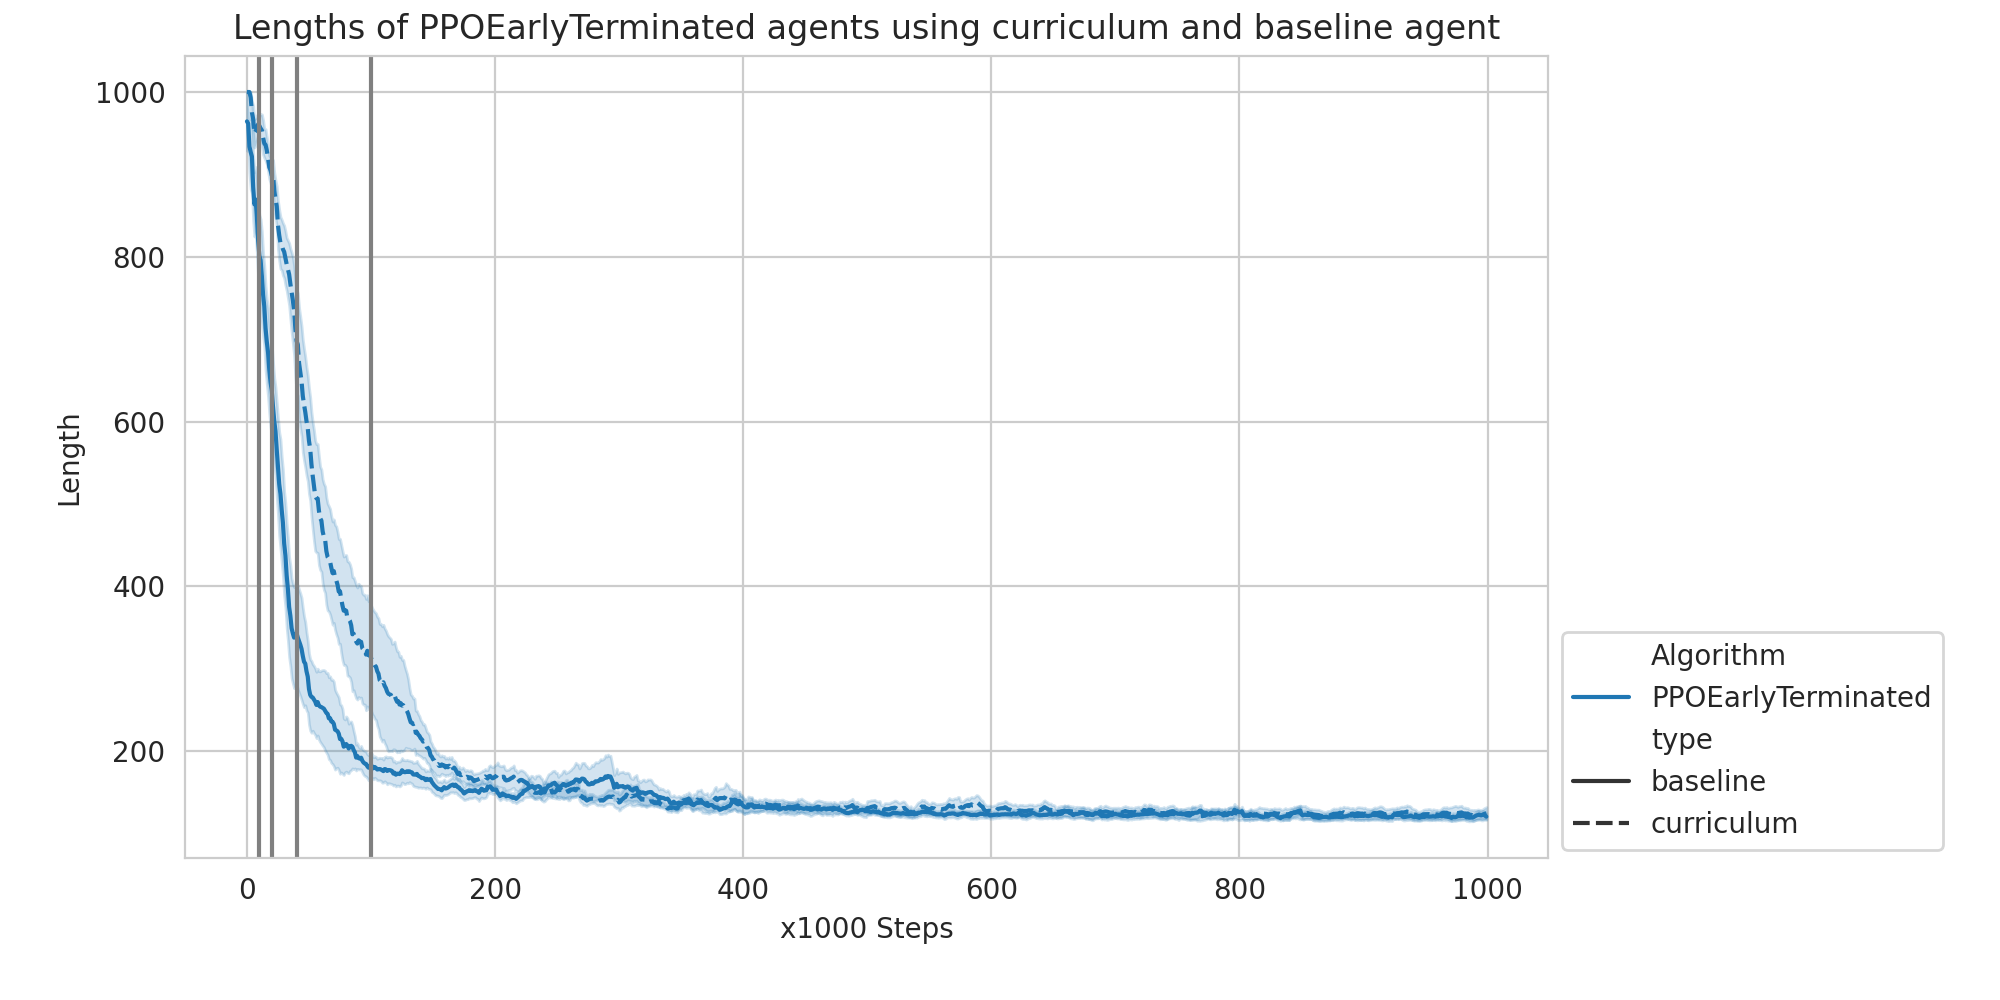 Lengths of PPOEarlyTerminated agents using curriculum and baseline agent
1000
800
600
400
200
Length
0 200 400 600 800 1000
x1000 Steps
Algorithm
PPOEarlyTerminated
type
baseline
curriculum